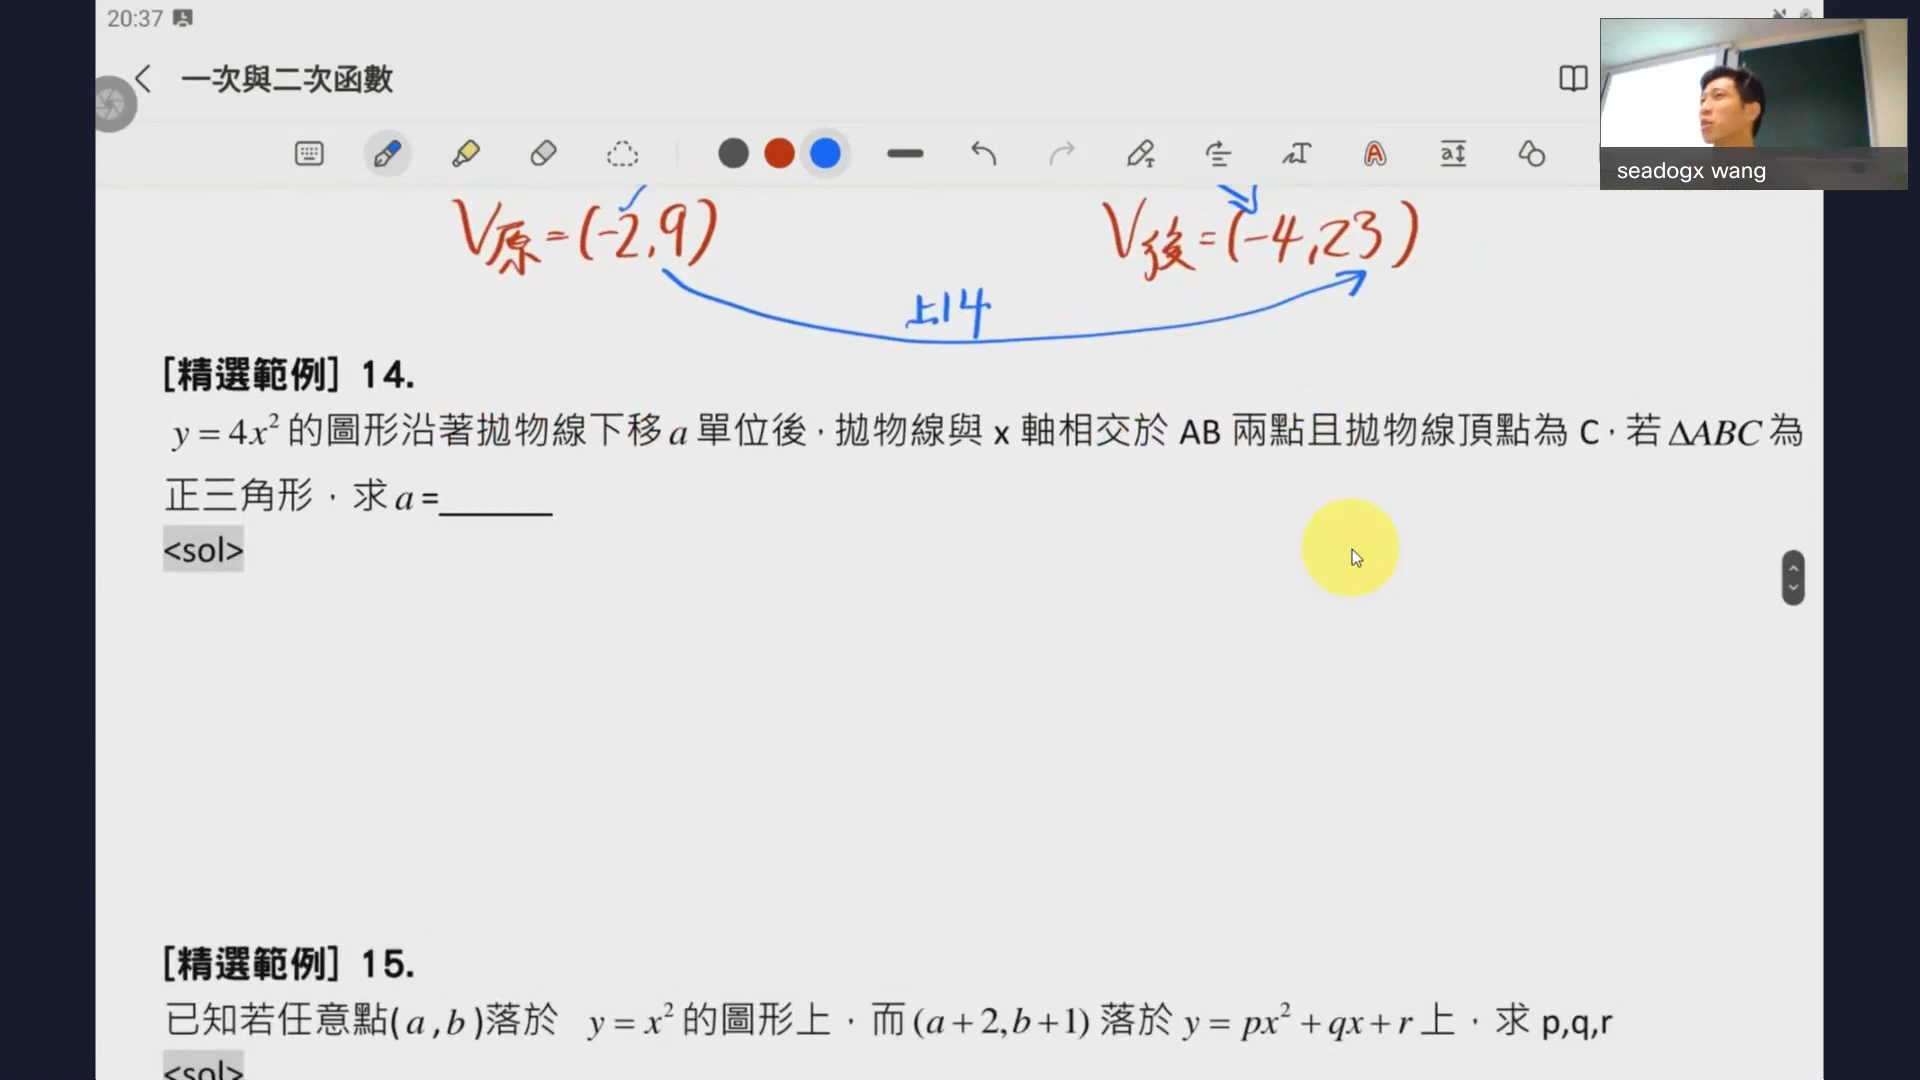 20:37
一次與二次函數
seadogx wang
V原=(-2,9)
V後=(-4,23)
上14
[精選範例] 14.
y = 4x² 的圖形沿著拋物線下移 a 單位後，拋物線與 x 軸相交於 AB 兩點且拋物線頂點為 C，若 ΔABC 為
正三角形，求 a =______
<sol>
[精選範例] 15.
已知若任意點(a,b)落於 y = x² 的圖形上，而 (a+2,b+1) 落於 y = px² + qx + r 上，求 p,q,r
<sol>